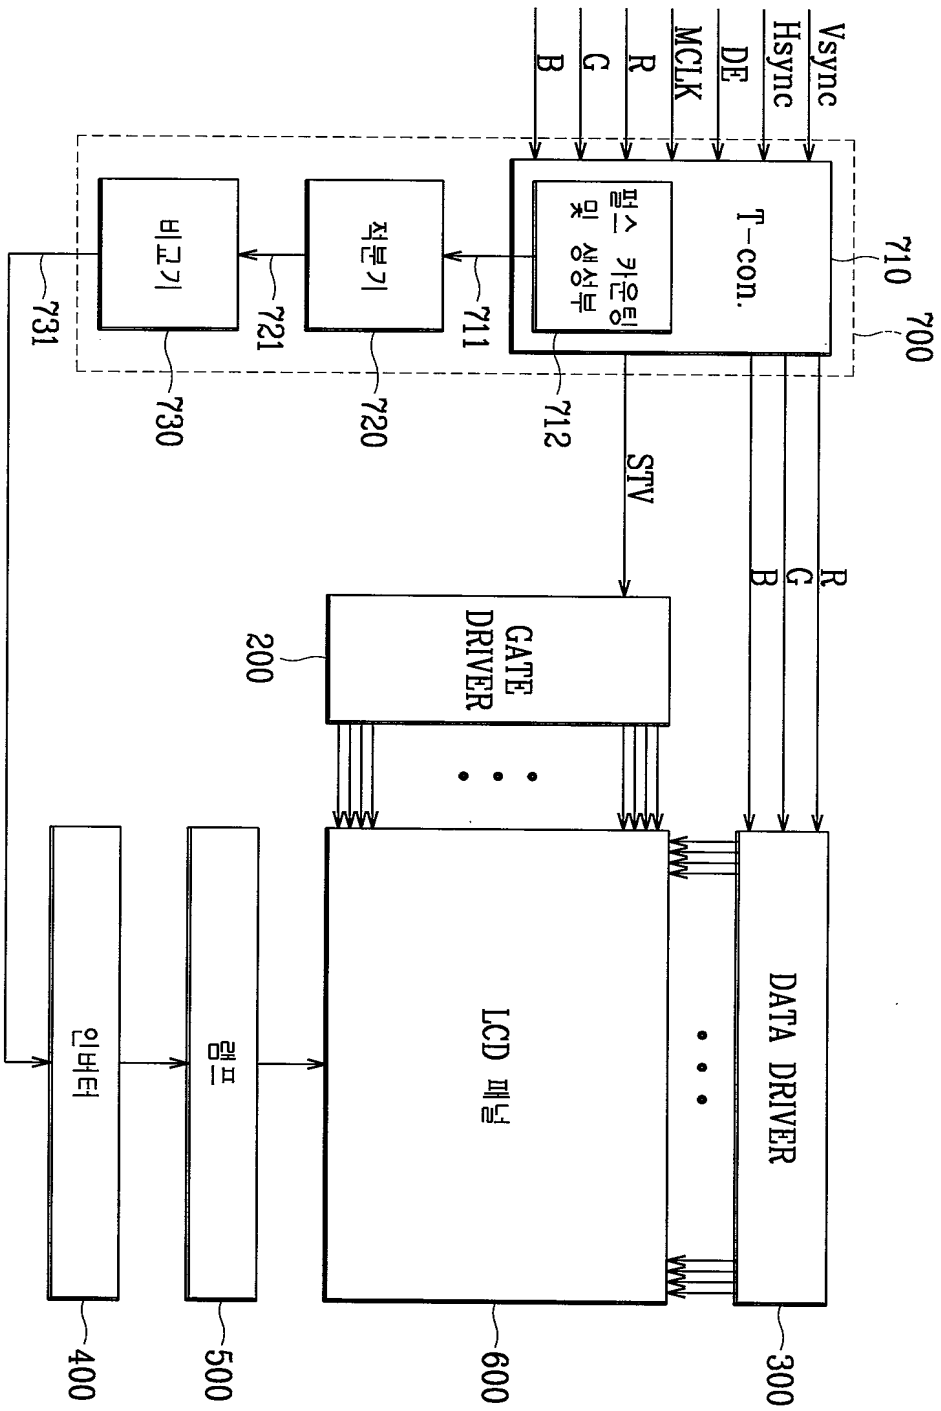 Vsync
Hsync
DE
MCLK
R
G
B
710
700
T-con.
펄스 카운팅
및 생성부
712
711
적분기
720
721
비교기
730
731
R
G
B
STV
GATE
DRIVER
200
DATA DRIVER
300
LCD 패널
600
램프
500
인버터
400